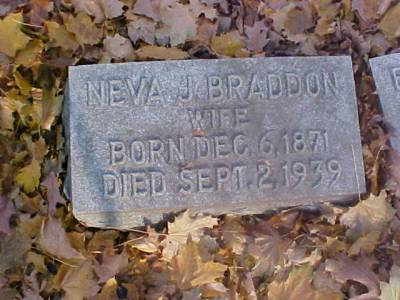 NEVA J. BRADDON
WIFE
BORN DEC. 6, 1871
DIED SEPT. 2, 1939